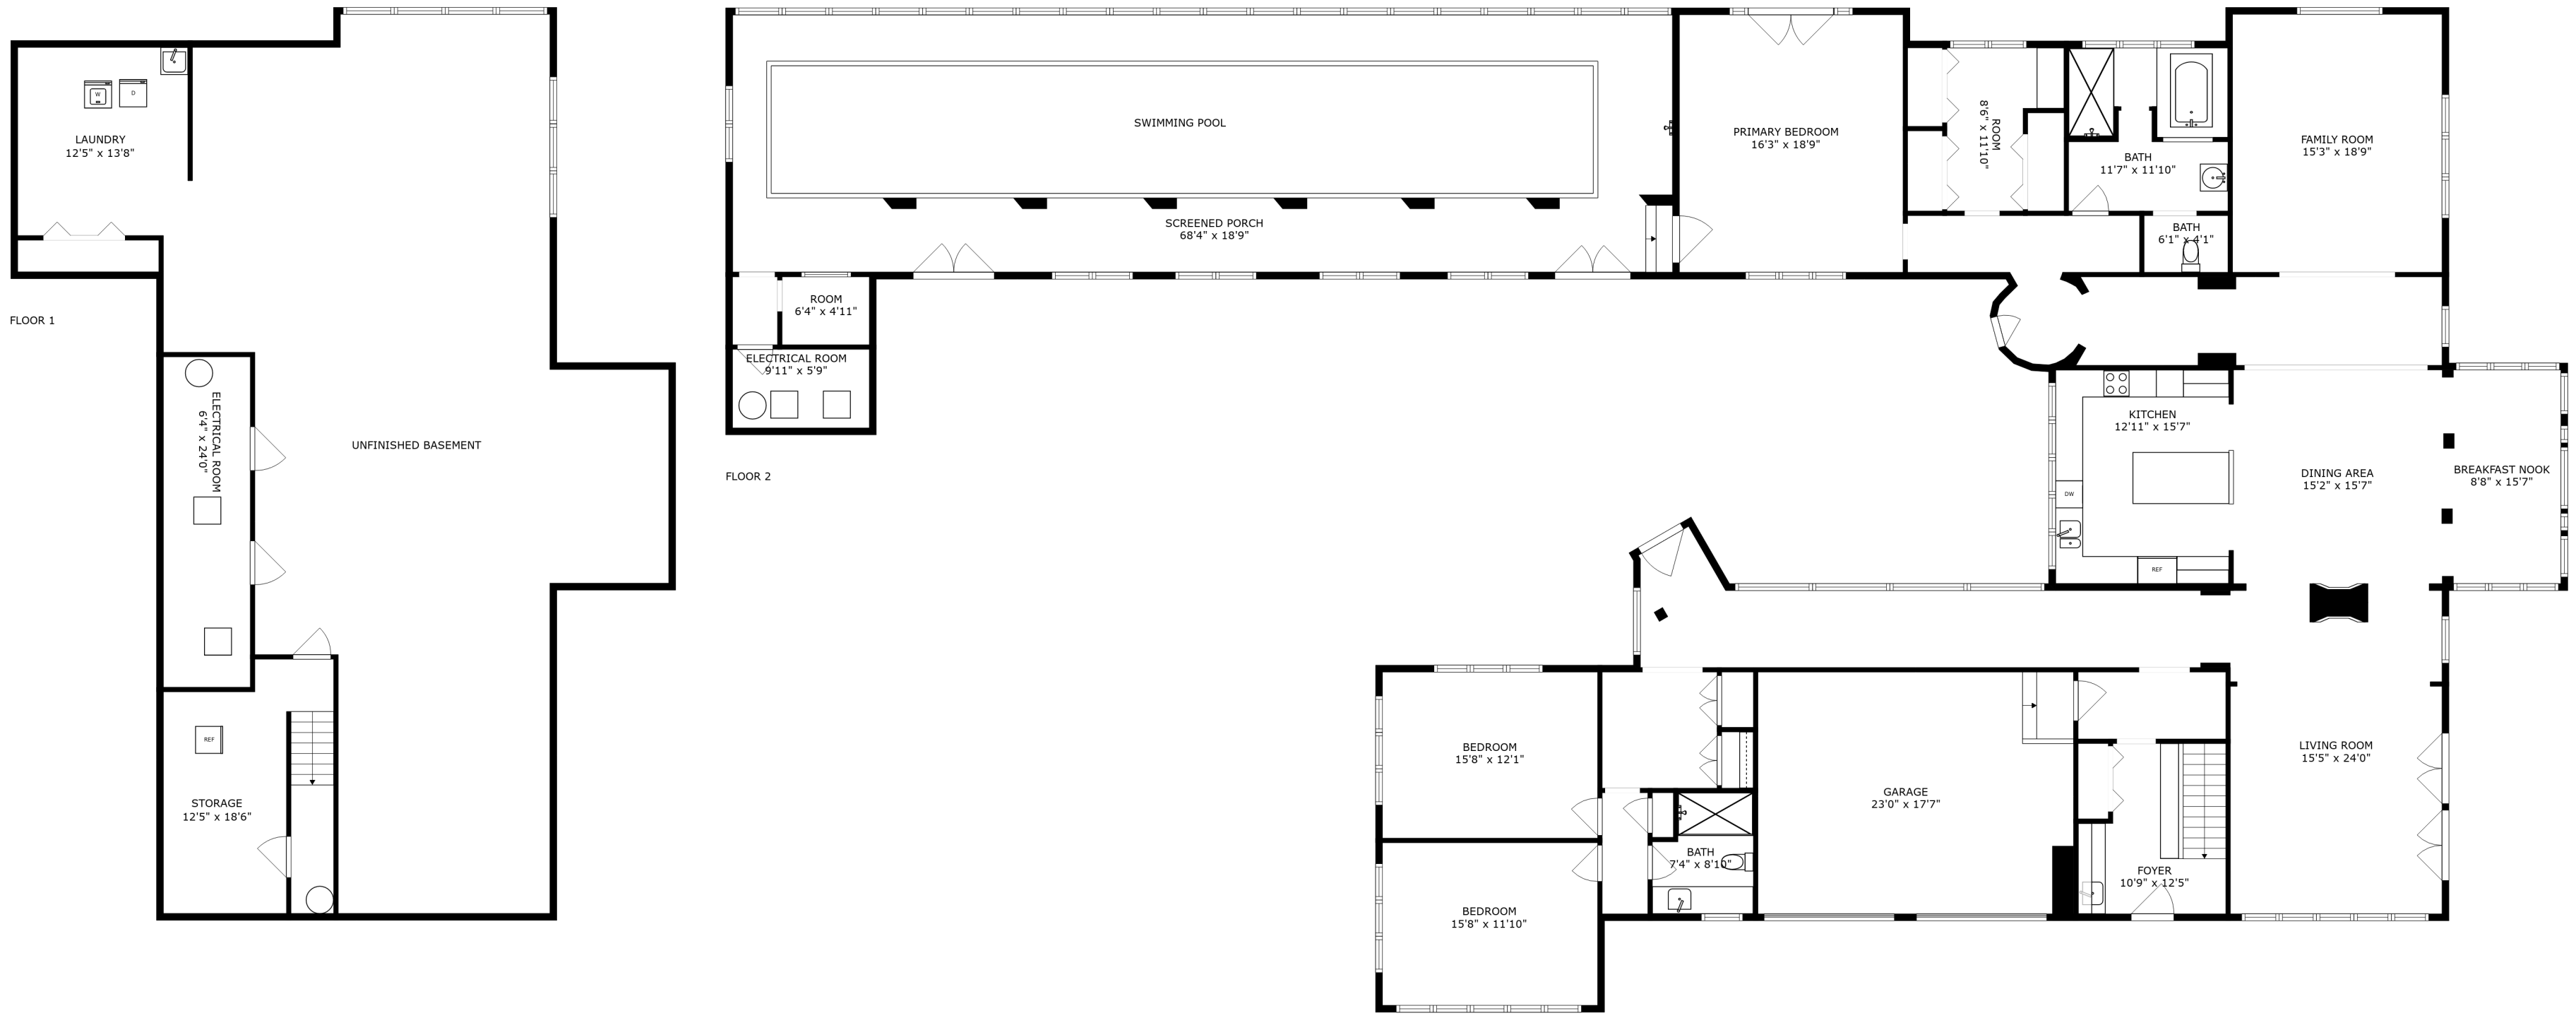 W
D
LAUNDRY
12'5" x 13'8"
FLOOR 1
ELECTRICAL ROOM
6'4" x 24'0"
UNFINISHED BASEMENT
REF
STORAGE
12'5" x 18'6"
SWIMMING POOL
SCREENED PORCH
68'4" x 18'9"
ROOM
6'4" x 4'11"
ELECTRICAL ROOM
9'11" x 5'9"
FLOOR 2
PRIMARY BEDROOM
16'3" x 18'9"
ROOM
8'6" x 11'10"
BATH
11'7" x 11'10"
BATH
6'1" x 4'1"
FAMILY ROOM
15'3" x 18'9"
KITCHEN
12'11" x 15'7"
DW
REF
DINING AREA
15'2" x 15'7"
BREAKFAST NOOK
8'8" x 15'7"
BEDROOM
15'8" x 12'1"
BEDROOM
15'8" x 11'10"
BATH
7'4" x 8'10"
GARAGE
23'0" x 17'7"
FOYER
10'9" x 12'5"
LIVING ROOM
15'5" x 24'0"